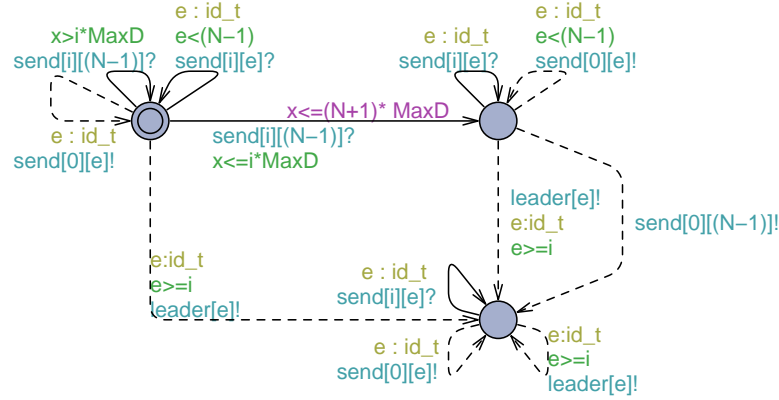 x>i*MaxD
send[i][(N−1)]?
e : id_t
e<(N−1)
send[i][e]?
e : id_t
send[i][e]?
e : id_t
e<(N−1)
send[0][e]!
x<=(N+1)* MaxD
send[i][(N−1)]?
x<=i*MaxD
e : id_t
send[0][e]!
leader[e]!
e:id_t
e>=i
send[0][(N−1)]!
e:id_t
e>=i
leader[e]!
e : id_t
send[i][e]?
e : id_t
send[0][e]!
e:id_t
e>=i
leader[e]!